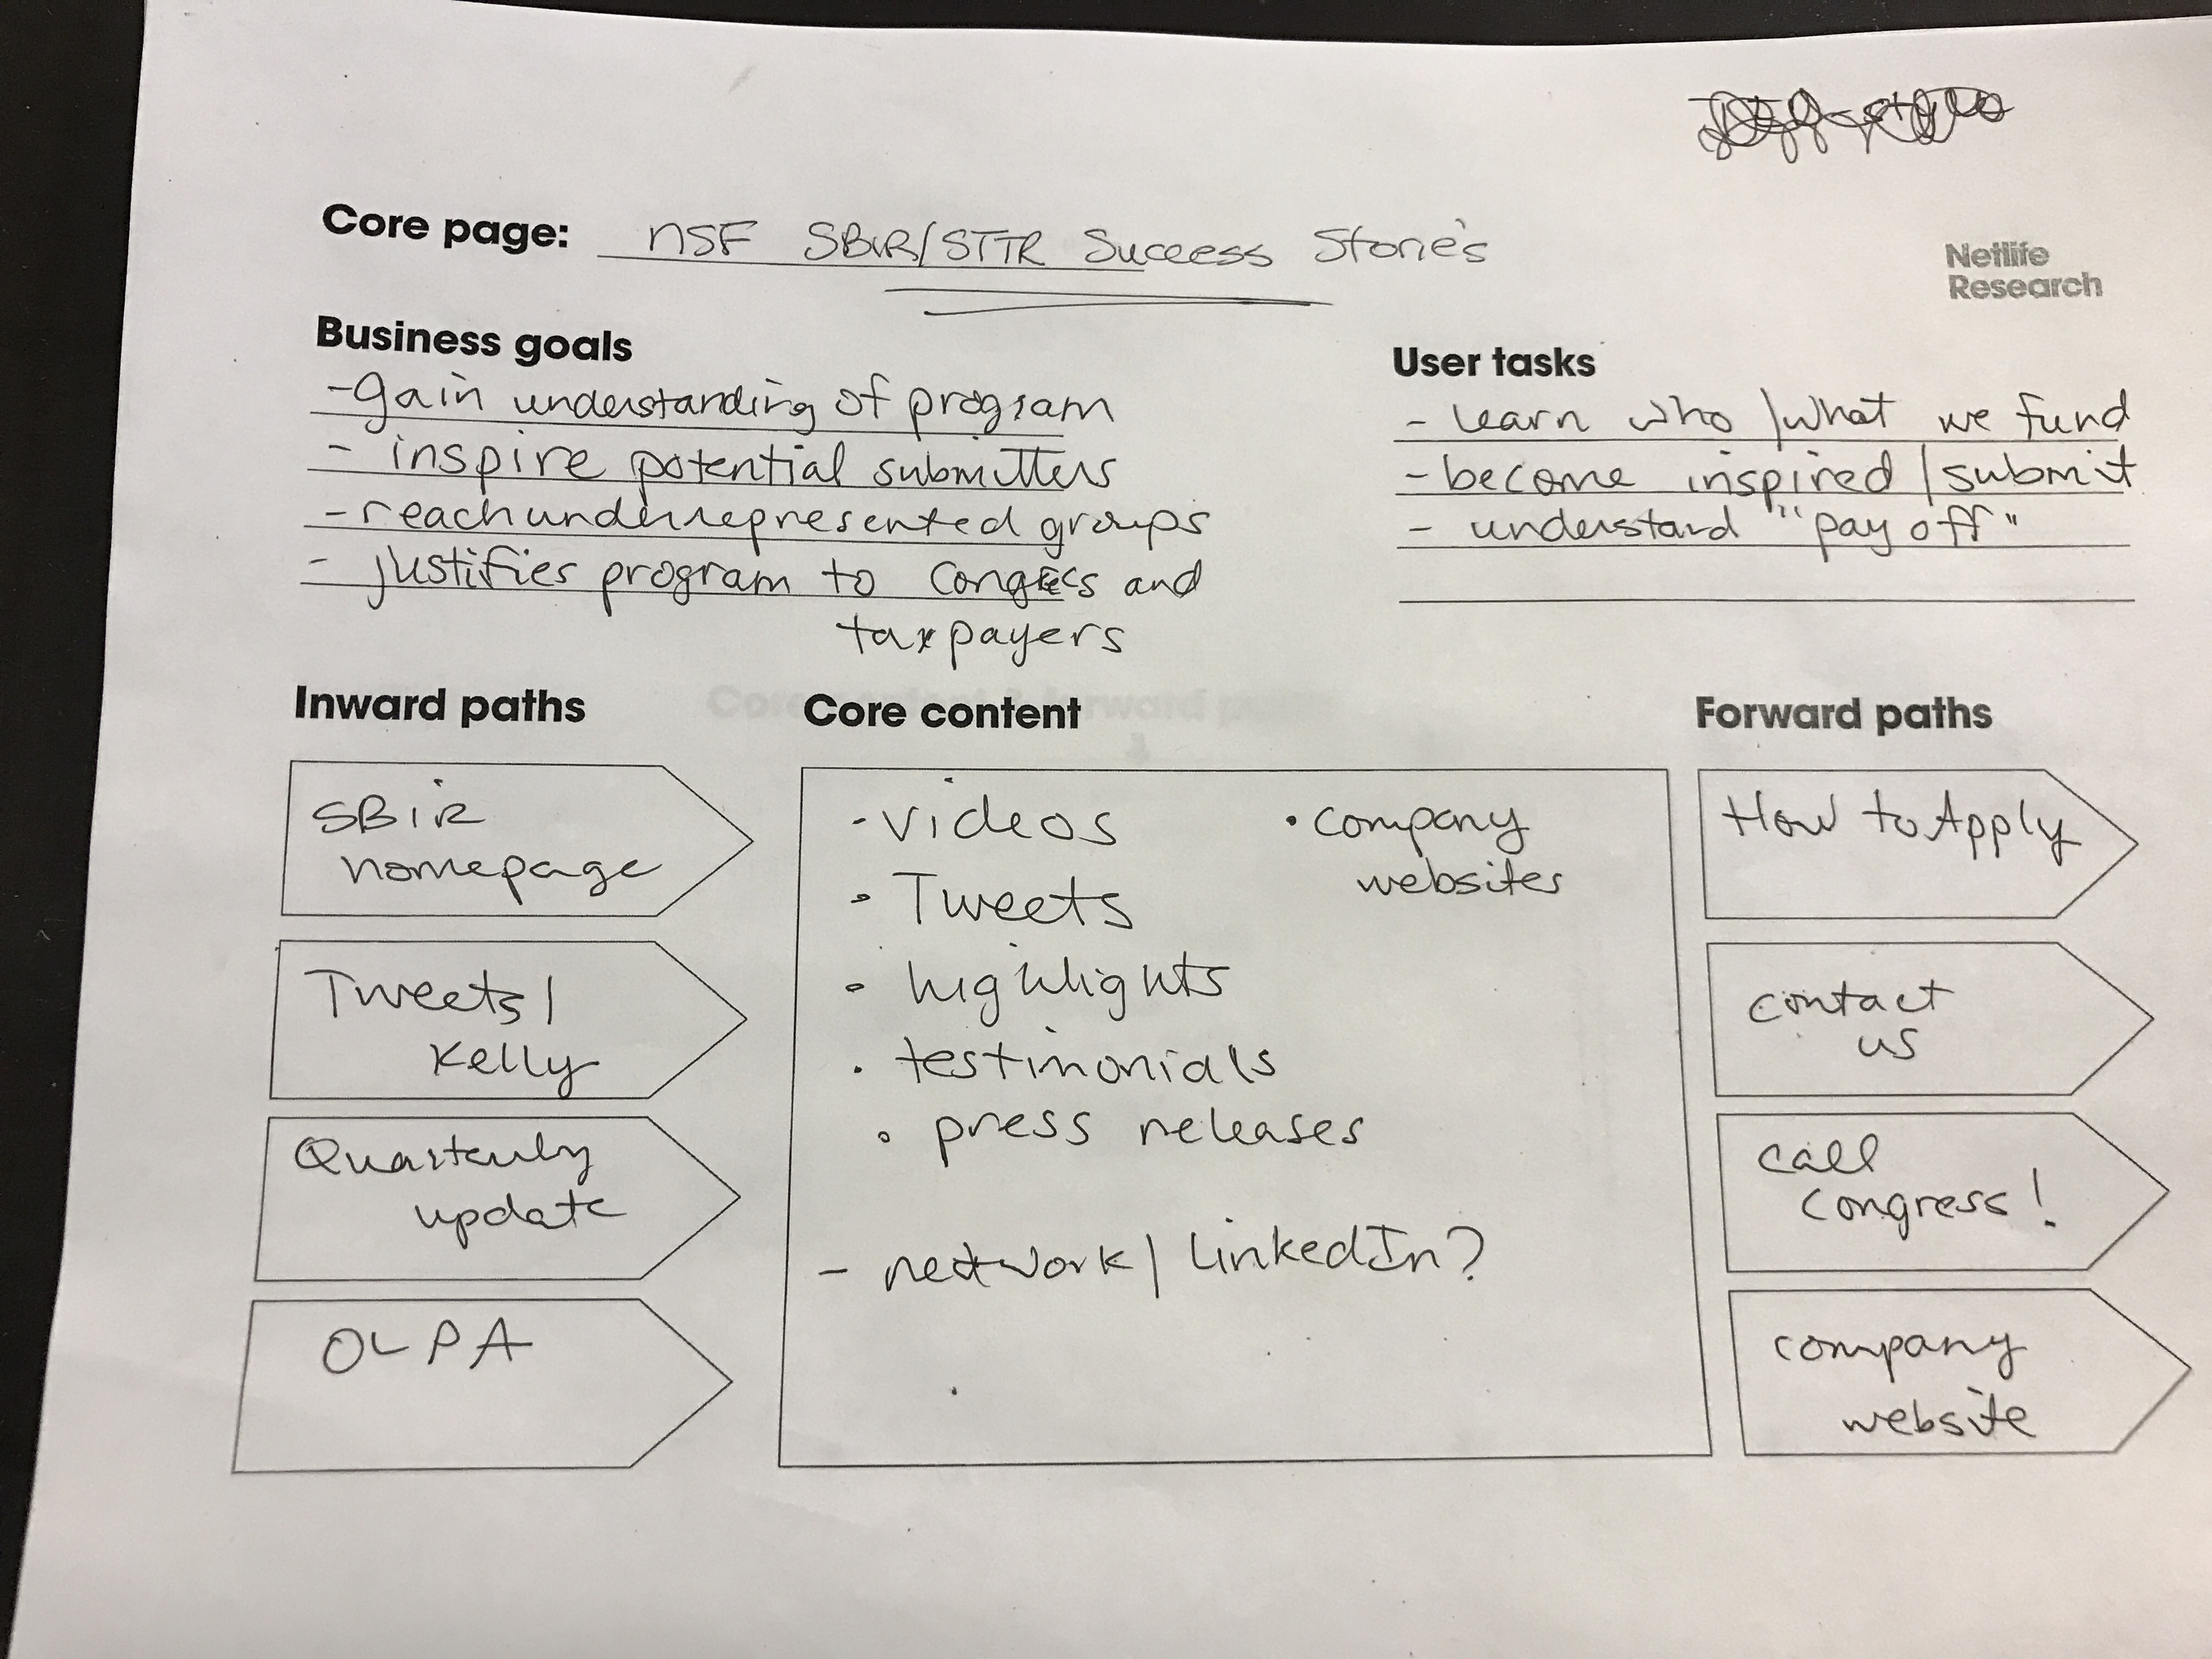 Core page: NSF SBIR/STTR Success Stories
Netlife
Research
Business goals
- gain understanding of program
- inspire potential submitters
- reach underrepresented groups
- justifies program to Congress and
taxpayers
User tasks
- learn who/what we fund
- become inspired/submit
- understand "pay off"
Inward paths
SBIR
homepage
Tweets/
Kelly
Quarterly
update
OLPA
Core content
- videos
• Tweets
• highlights
• testimonials
• press releases
• company
websites
- network/LinkedIn?
Forward paths
How to Apply
contact
us
call
congress!
company
website